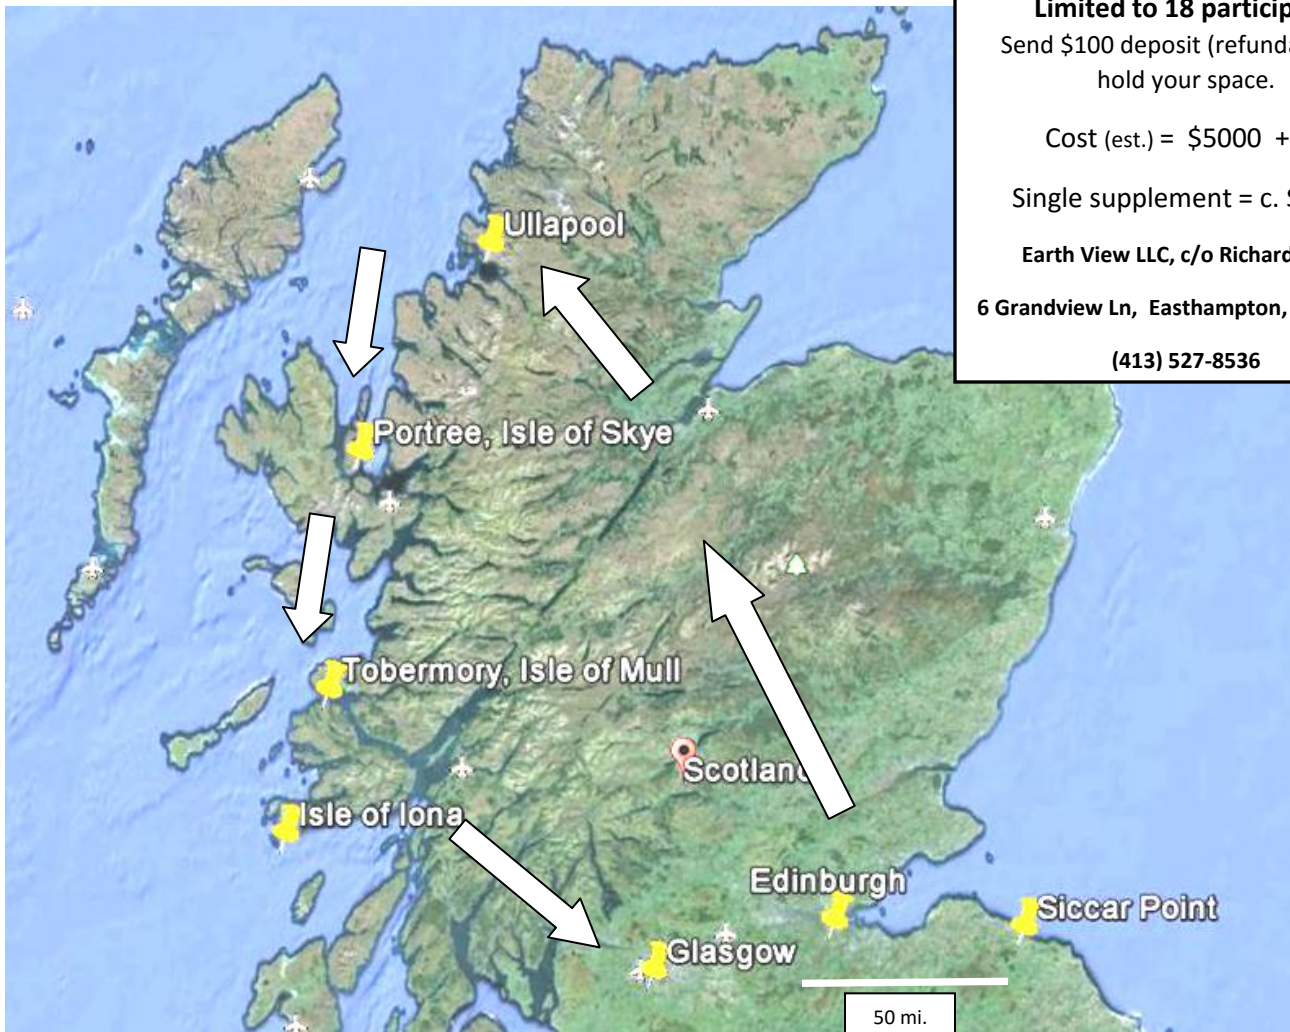 Limited to 18 particip
Send $100 deposit (refunda
hold your space.
Cost (est.) = $5000 +
Single supplement = c.
Earth View LLC, c/o Richard
6 Grandview Ln, Easthampton,
(413) 527-8536
Ullapool
Portree, Isle of Skye
Tobermory, Isle of Mull
Scotland
Isle of Iona
Edinburgh
Siccar Point
Glasgow
50 mi.